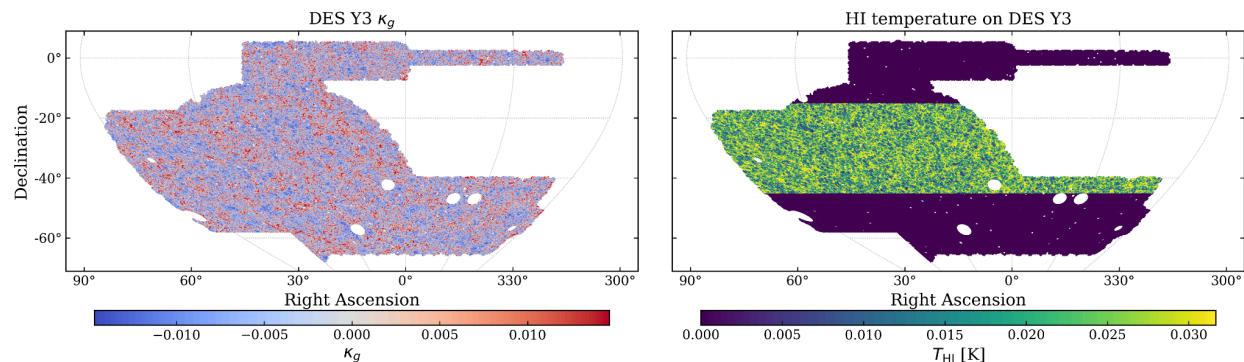 DES Y3 κg
HI temperature on DES Y3
Declination
0°
−20°
−40°
−60°
0°
−20°
−40°
−60°
90° 60° 30° 0° 330° 300°
90° 60° 30° 0° 330° 300°
Right Ascension
Right Ascension
−0.010 −0.005 0.000 0.005 0.010
0.000 0.005 0.010 0.015 0.020 0.025 0.030
κg
THI [K]